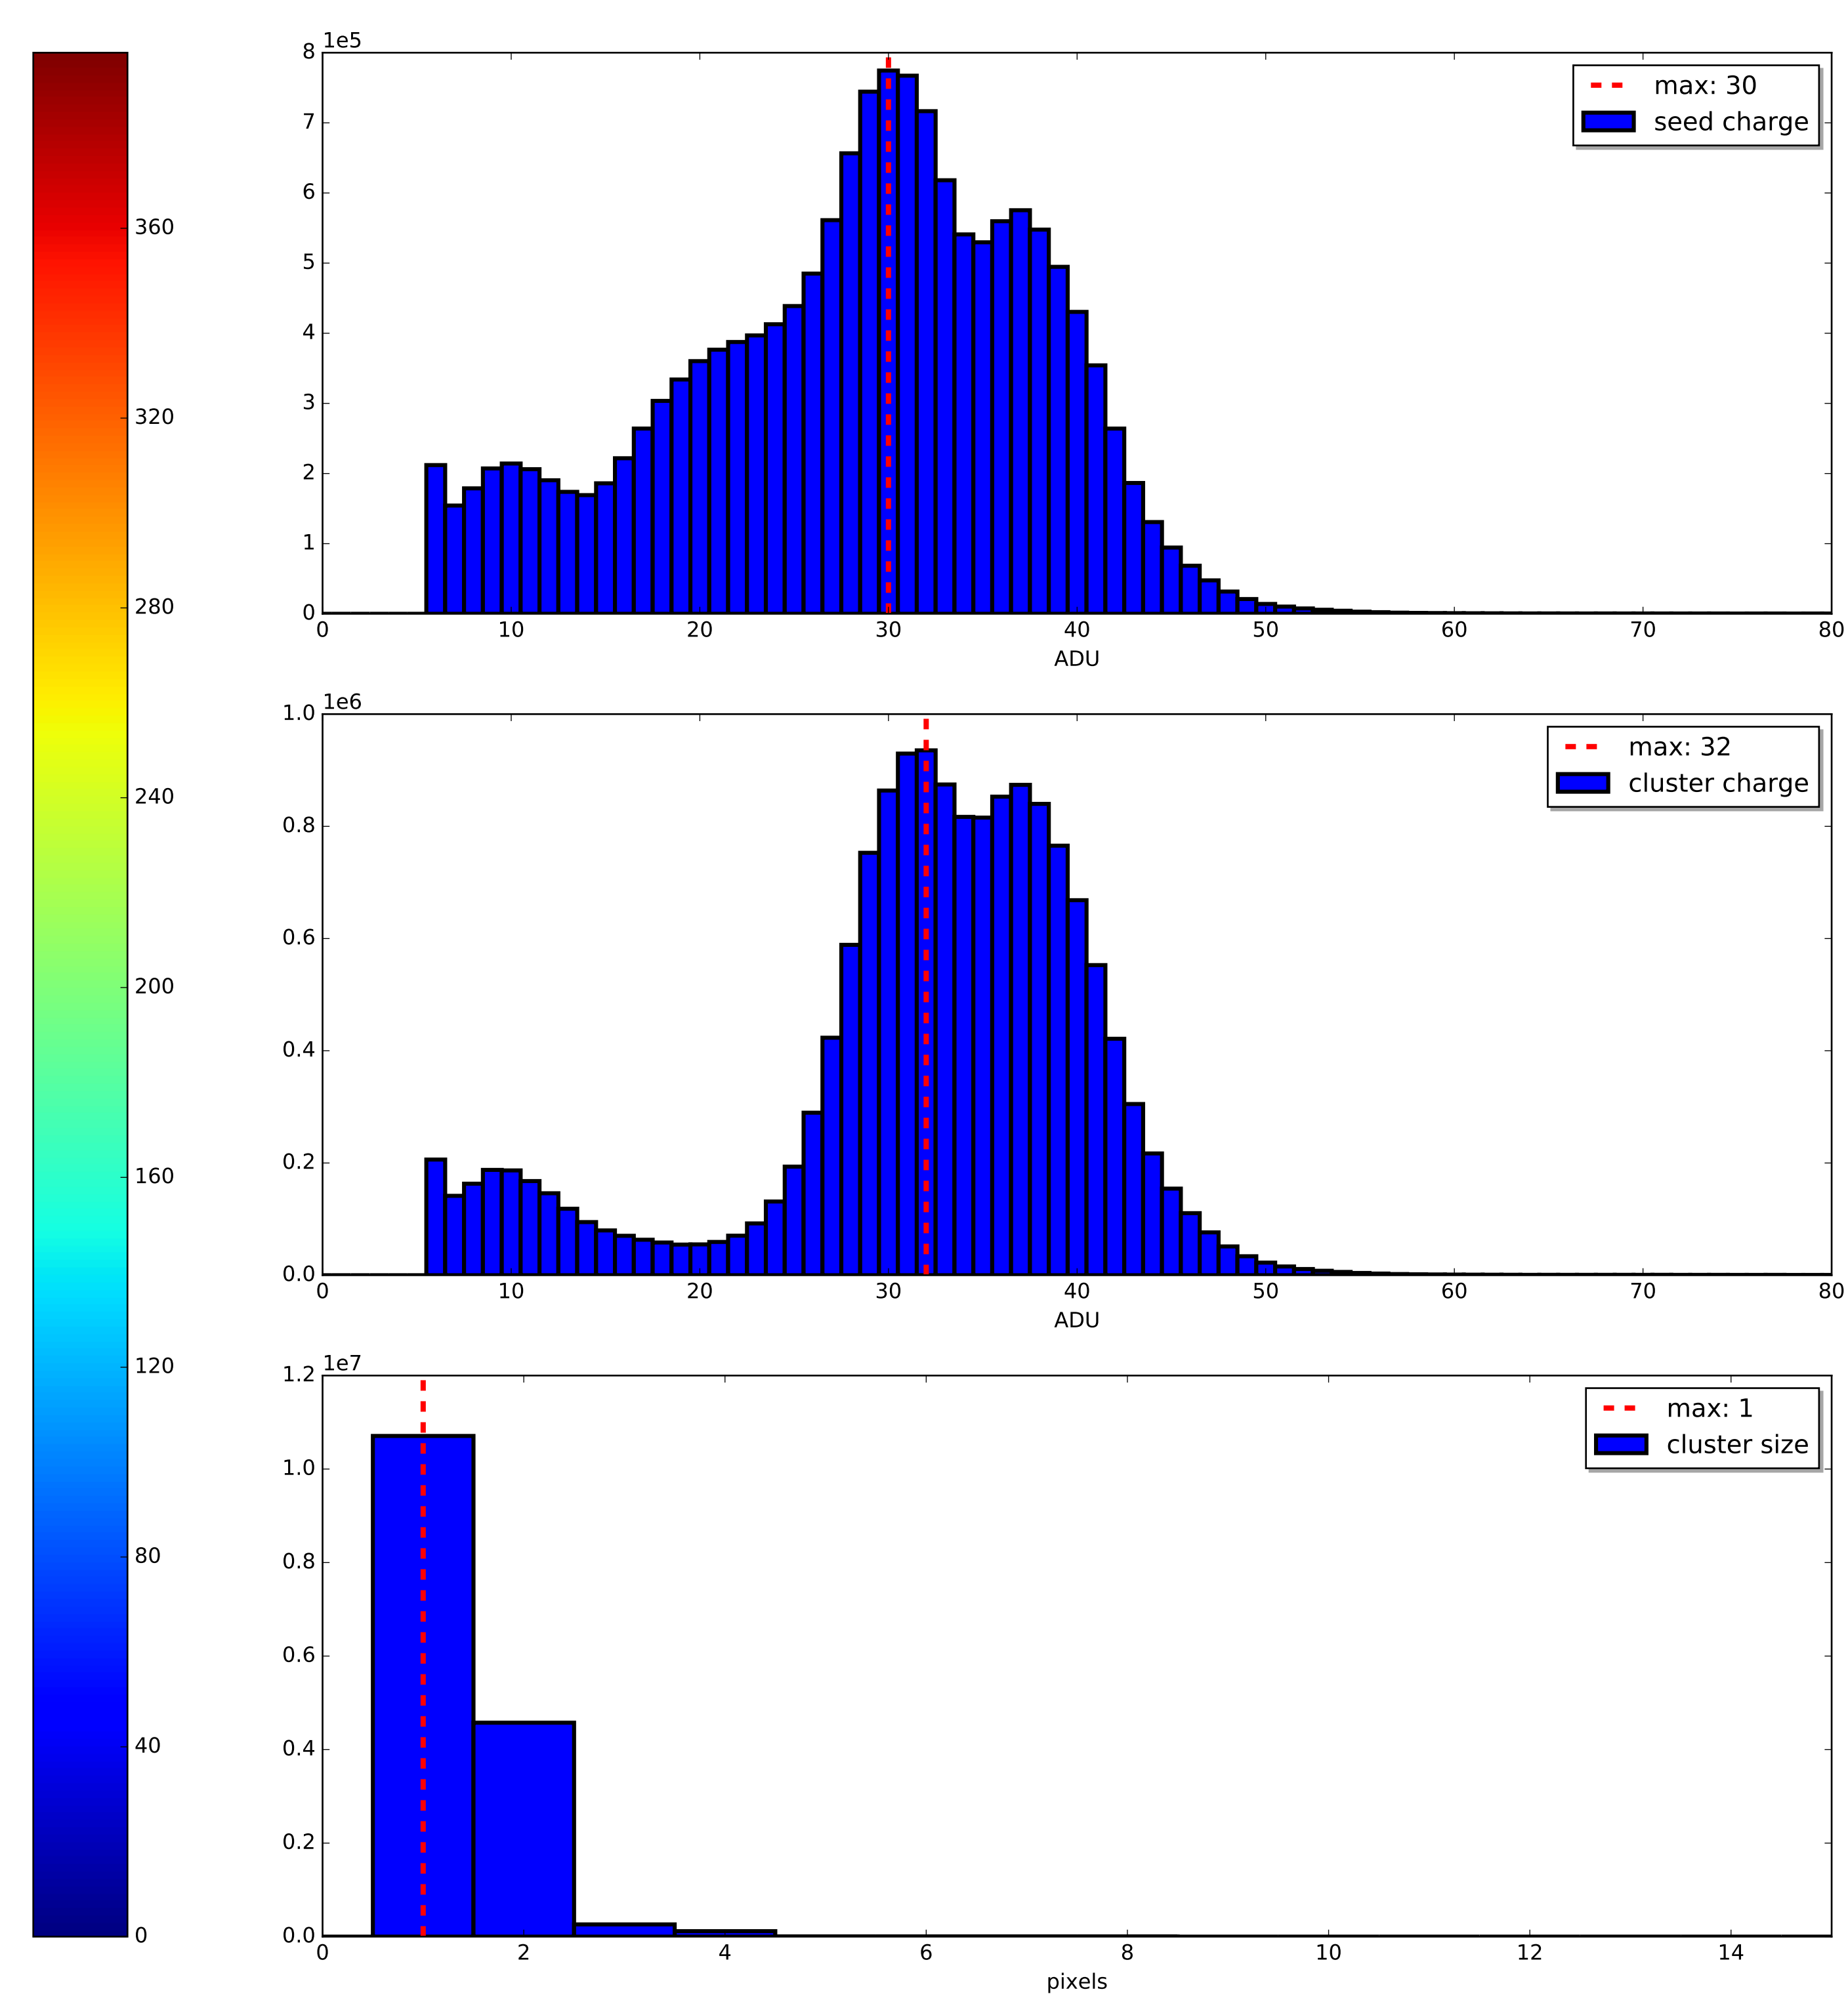 360
320
280
240
200
160
120
80
40
0
1e5
8
7
6
5
4
3
2
1
0
max: 30
seed charge
0 10 20 30 40 50 60 70 80
ADU
1e6
1.0
0.8
0.6
0.4
0.2
0.0
max: 32
cluster charge
0 10 20 30 40 50 60 70 80
ADU
1e7
1.2
1.0
0.8
0.6
0.4
0.2
0.0
max: 1
cluster size
0 2 4 6 8 10 12 14
pixels